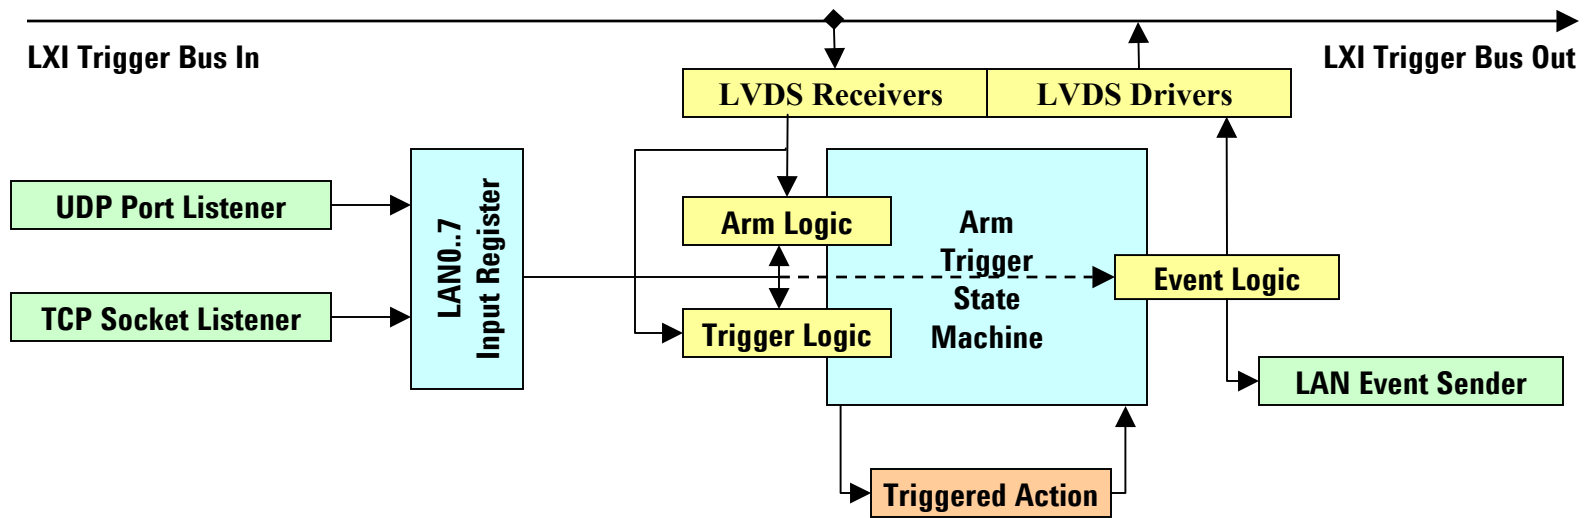 LXI Trigger Bus In
LXI Trigger Bus Out
LVDS Receivers
LVDS Drivers
UDP Port Listener
TCP Socket Listener
LAN0..7
Input Register
Arm Logic
Trigger Logic
Arm
Trigger
State
Machine
Event Logic
LAN Event Sender
Triggered Action